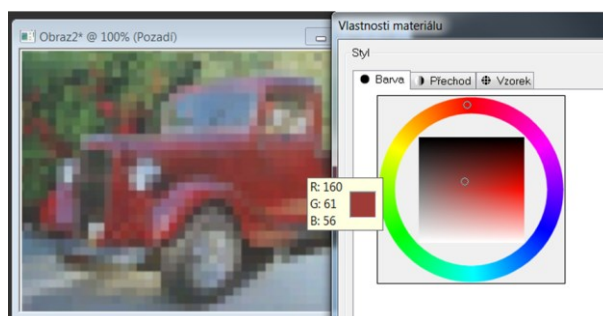 Obraz2* @ 100% (Pozadí)
Vlastnosti materiálu
Styl
Barva
Přechod
Vzorek
R: 160
G: 61
B: 56